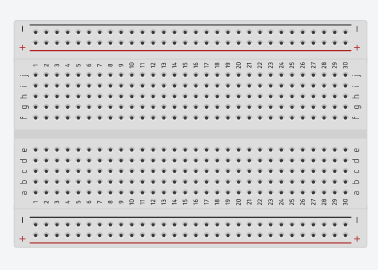 − −
+ +
1 2 3 4 5 6 7 8 9 10 11 12 13 14 15 16 17 18 19 20 21 22 23 24 25 26 27 28 29 30
j j
i i
h h
g g
f f
e e
d d
c c
b b
a a
1 2 3 4 5 6 7 8 9 10 11 12 13 14 15 16 17 18 19 20 21 22 23 24 25 26 27 28 29 30
− −
+ +